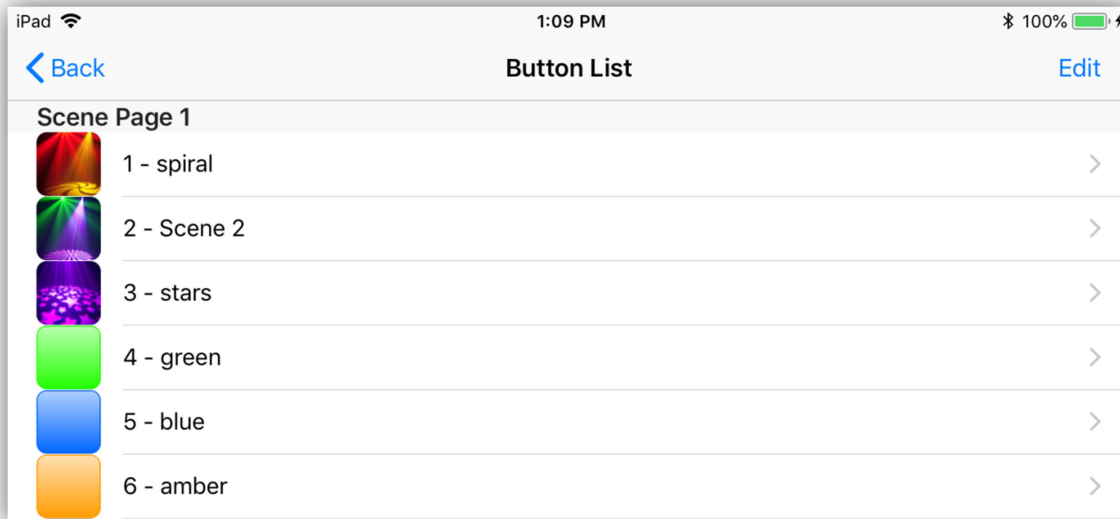 iPad 1:09 PM 100%
Back Button List Edit
Scene Page 1
1 - spiral
2 - Scene 2
3 - stars
4 - green
5 - blue
6 - amber